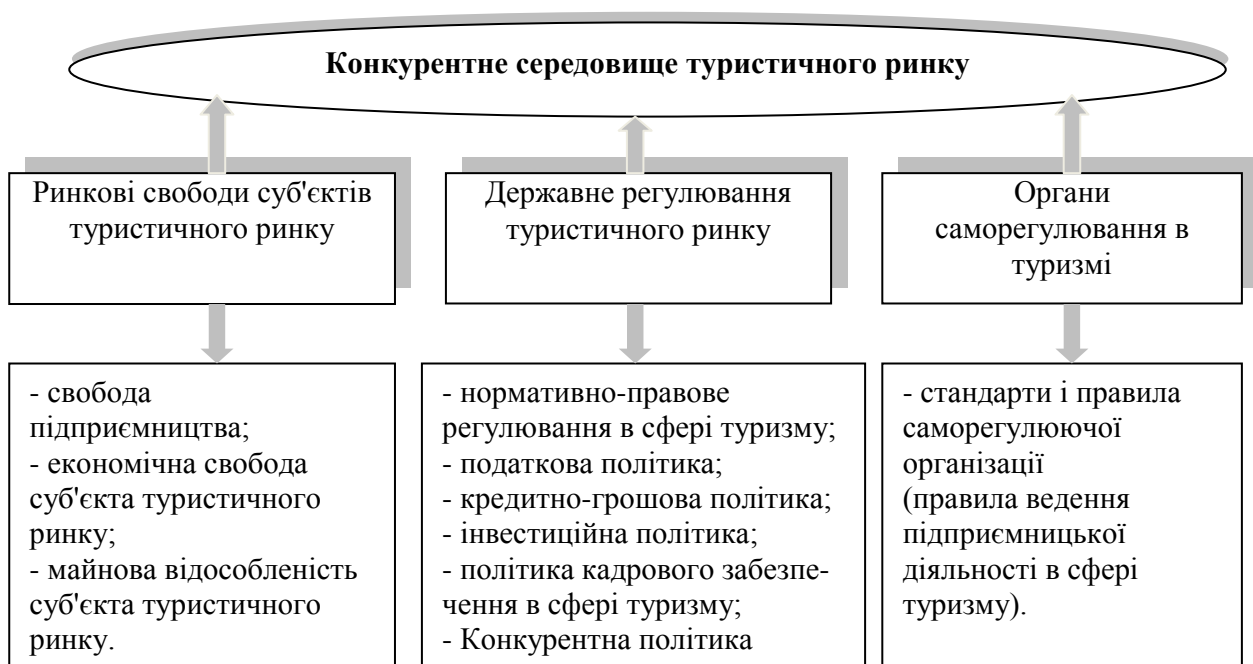 Конкурентне середовище туристичного ринку
Ринкові свободи суб'єктів
туристичного ринку
Державне регулювання
туристичного ринку
Органи
саморегулювання в
туризмі
- свобода
підприємництва;
- економічна свобода
суб'єкта туристичного
ринку;
- майнова відособленість
суб'єкта туристичного
ринку.
- нормативно-правове
регулювання в сфері туризму;
- податкова політика;
- кредитно-грошова політика;
- інвестиційна політика;
- політика кадрового забезпе-
чення в сфері туризму;
- Конкурентна політика
- стандарти і правила
саморегулюючої
організації
(правила ведення
підприємницької
діяльності в сфері
туризму).